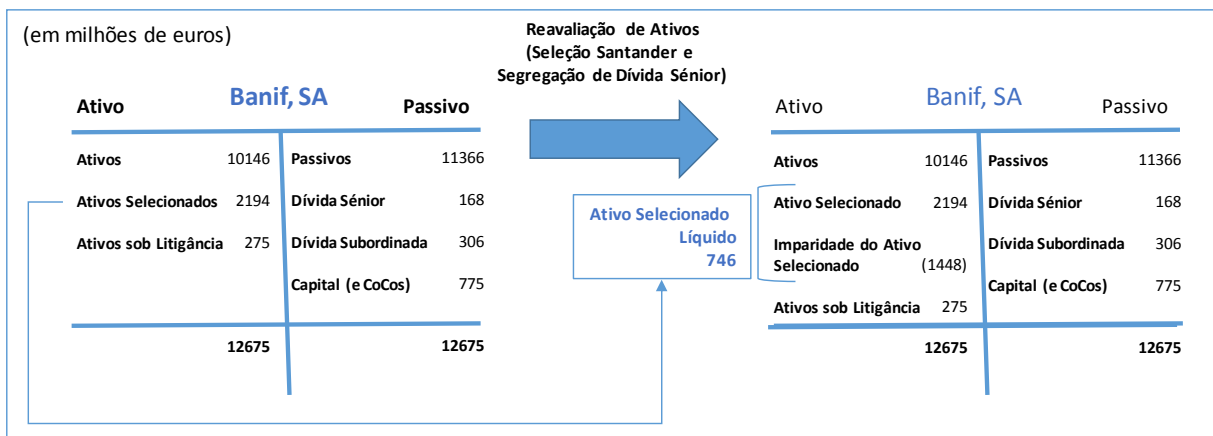 (em milhões de euros)
Reavaliação de Ativos
(Seleção Santander e
Segregação de Dívida Sénior)
Ativo Banif, SA Passivo
Ativos 10146 Passivos 11366
Ativos Selecionados 2194 Dívida Sénior 168
Ativos sob Litigância 275 Dívida Subordinada 306
Capital (e CoCos) 775
12675 12675
Ativo Selecionado
Líquido
746
Ativo Banif, SA Passivo
Ativos 10146 Passivos 11366
Ativo Selecionado 2194 Dívida Sénior 168
Imparidade do Ativo Dívida Subordinada 306
Selecionado (1448)
Capital (e CoCos) 775
Ativos sob Litigância 275
12675 12675